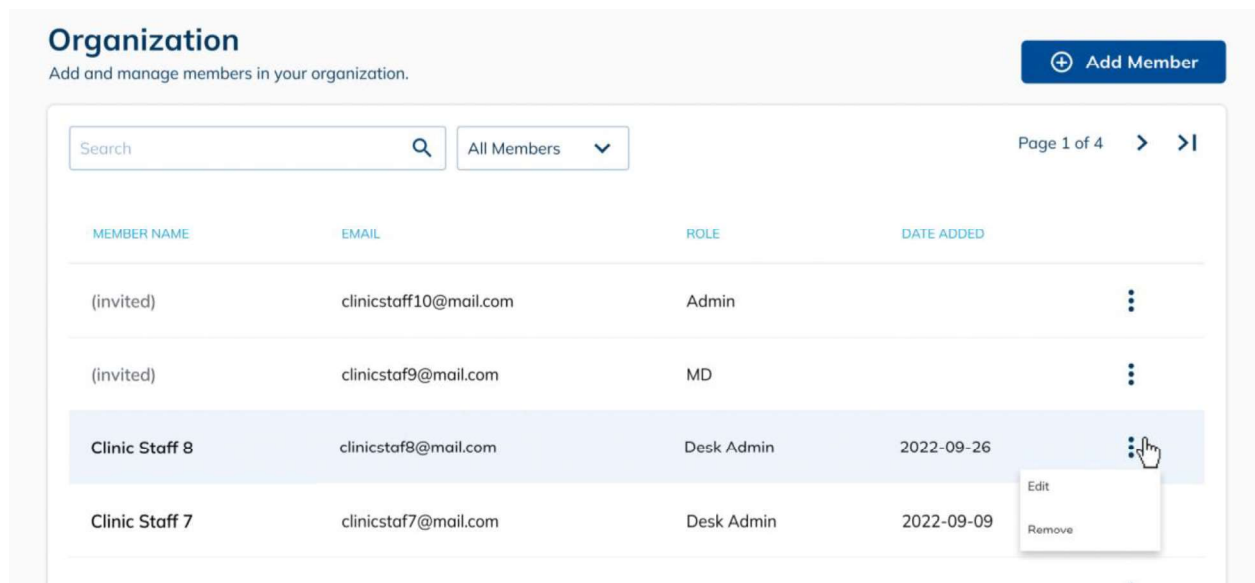 Organization
Add and manage members in your organization.
Add Member
Search
All Members
Page 1 of 4
MEMBER NAME EMAIL ROLE DATE ADDED
(invited) clinicstaff10@mail.com Admin
(invited) clinicstaf9@mail.com MD
Clinic Staff 8 clinicstaf8@mail.com Desk Admin 2022-09-26
Edit
Clinic Staff 7 clinicstaf7@mail.com Desk Admin 2022-09-09
Remove